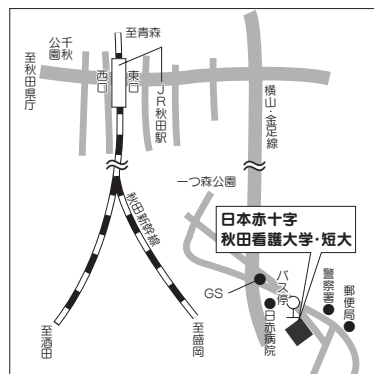 至青森
千秋
公園
至秋田県庁
西口
東口
JR秋田駅
横山・金足線
一つ森公園
秋田新幹線
日本赤十字
秋田看護大学・短大
バス停
警察署
郵便局
GS
日赤病院
至酒田
至盛岡